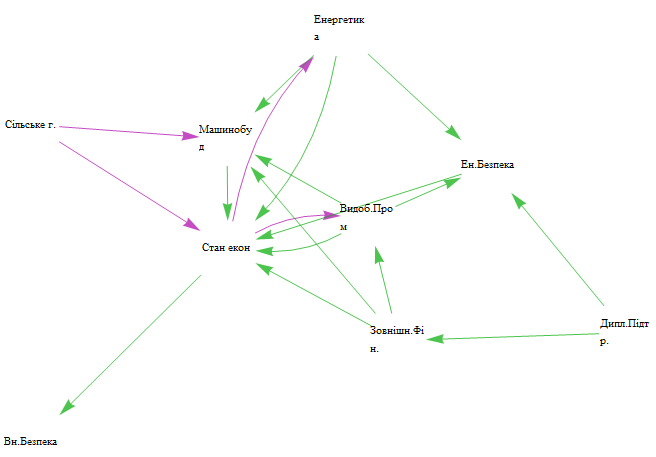 Енергетик
а
Сільське г.
Машинобу
д
Ен.Безпека
Видоб.Про
м
Стан екон
Зовнішн.Фі
н.
Дипл.Підт
р.
Вн.Безпека